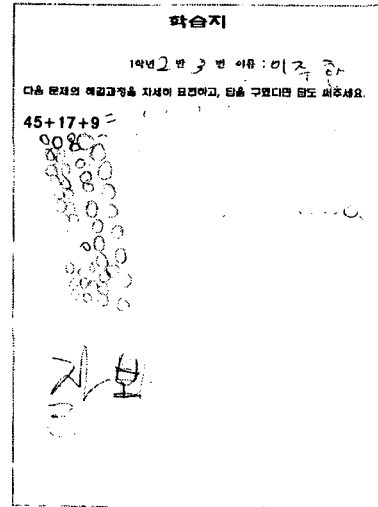 학습지
1학년 2 반 3 번 이름 : 이주한
다음 문제의 해결과정을 자세히 표현하고, 답을 구했다면 답도 써주세요.
45+17+9 =